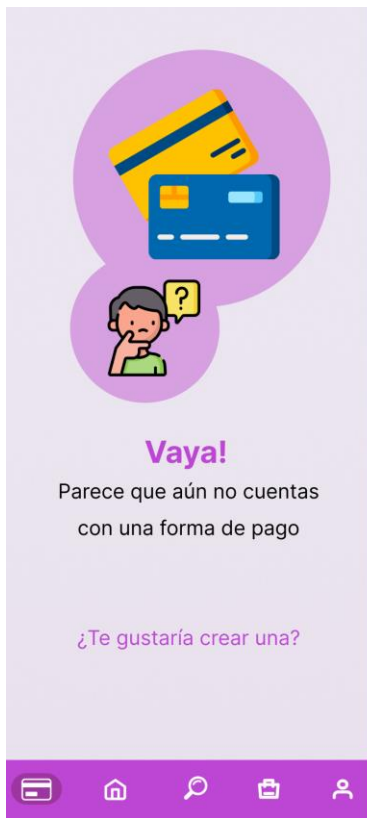 ?
Vaya!
Parece que aún no cuentas
con una forma de pago
¿Te gustaría crear una?